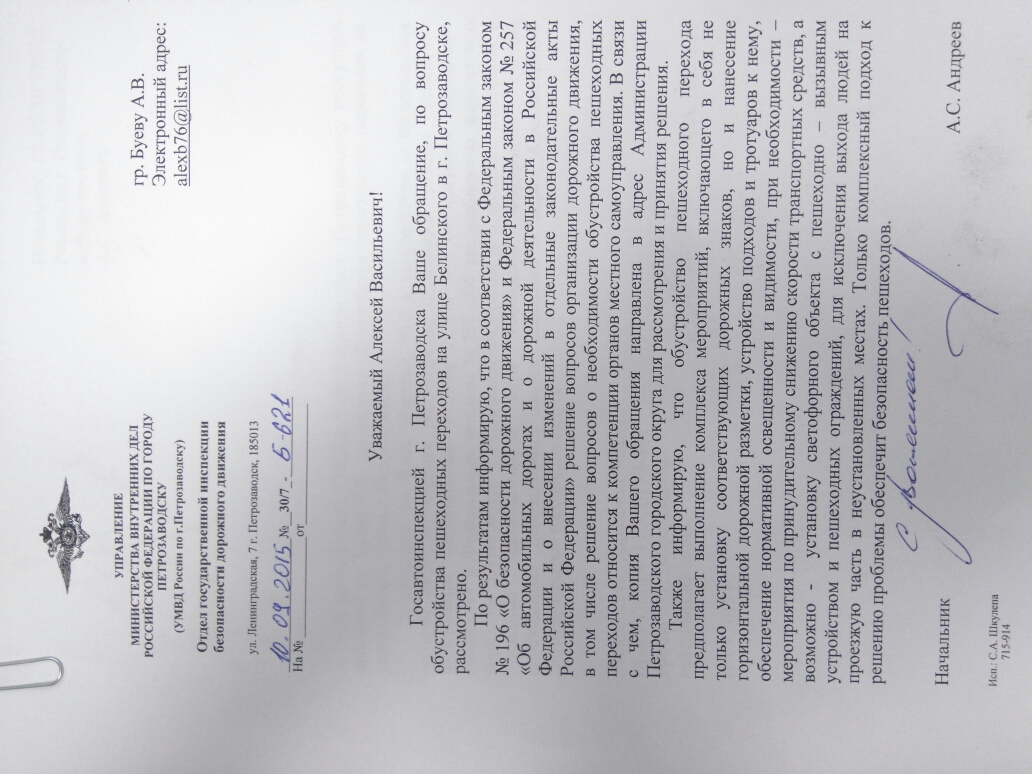 УПРАВЛЕНИЕ
МИНИСТЕРСТВА ВНУТРЕННИХ ДЕЛ
РОССИЙСКОЙ ФЕДЕРАЦИИ ПО ГОРОДУ
ПЕТРОЗАВОДСКУ
(УМВД России по г.Петрозаводску)
Отдел государственной инспекции
безопасности дорожного движения
ул. Ленинградская, 7 г. Петрозаводск, 185013
10.09.2015 № 30/7 - 5-621
На № от
гр. Буеву А.В.
Электронный адрес:
alexb76@list.ru
Уважаемый Алексей Васильевич!
Госавтоинспекцией г. Петрозаводска Ваше обращение, по вопросу
обустройства пешеходных переходов на улице Белинского в г. Петрозаводске,
рассмотрено.
По результатам информирую, что в соответствии с Федеральным законом
№ 196 «О безопасности дорожного движения» и Федеральным законом № 257
«Об автомобильных дорогах и о дорожной деятельности в Российской
Федерации и о внесении изменений в отдельные законодательные акты
Российской Федерации» решение вопросов организации дорожного движения,
в том числе решение вопросов о необходимости обустройства пешеходных
переходов относится к компетенции органов местного самоуправления. В связи
с чем, копия Вашего обращения направлена в адрес Администрации
Петрозаводского городского округа для рассмотрения и принятия решения.
Также информирую, что обустройство пешеходного перехода
предполагает выполнение комплекса мероприятий, включающего в себя не
только установку соответствующих дорожных знаков, но и нанесение
горизонтальной дорожной разметки, устройство подходов и тротуаров к нему,
обеспечение нормативной освещенности и видимости, при необходимости –
мероприятия по принудительному снижению скорости транспортных средств, а
возможно - установку светофорного объекта с пешеходно – вызывным
устройством и пешеходных ограждений, для исключения выхода людей на
проезжую часть в неустановленных местах. Только комплексный подход к
решению проблемы обеспечит безопасность пешеходов.
С уважением!
Начальник А.С. Андреев
Исп.: С.А. Шкулепа
715-914